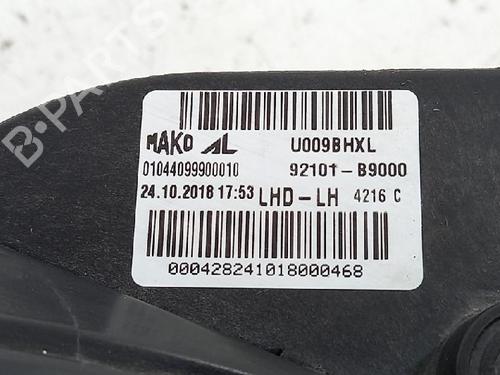 MAKO AL U009BHXL
01044099900010 92101-B9000
24.10.2018 17:53 LHD-LH 4216 C
000428241018000468
B-PARTS